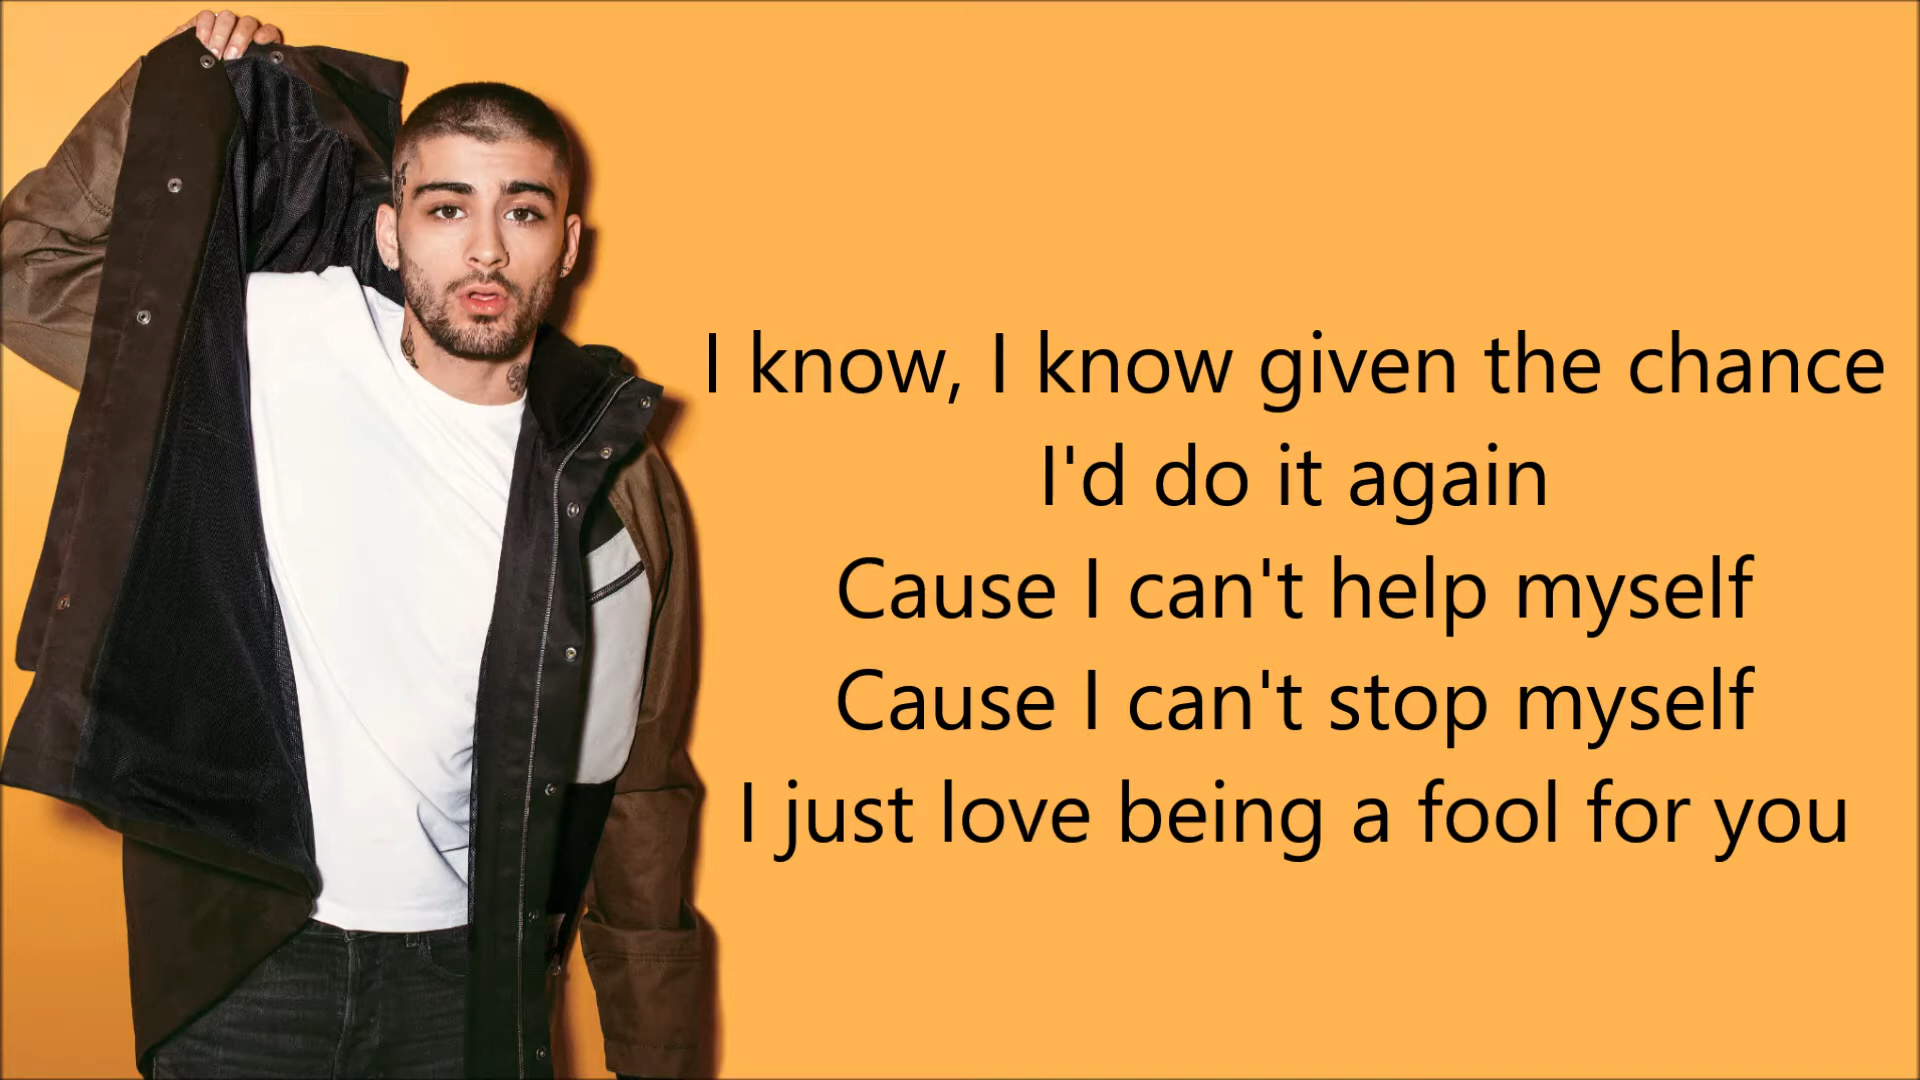 I know, I know given the chance
I'd do it again
Cause I can't help myself
Cause I can't stop myself
I just love being a fool for you